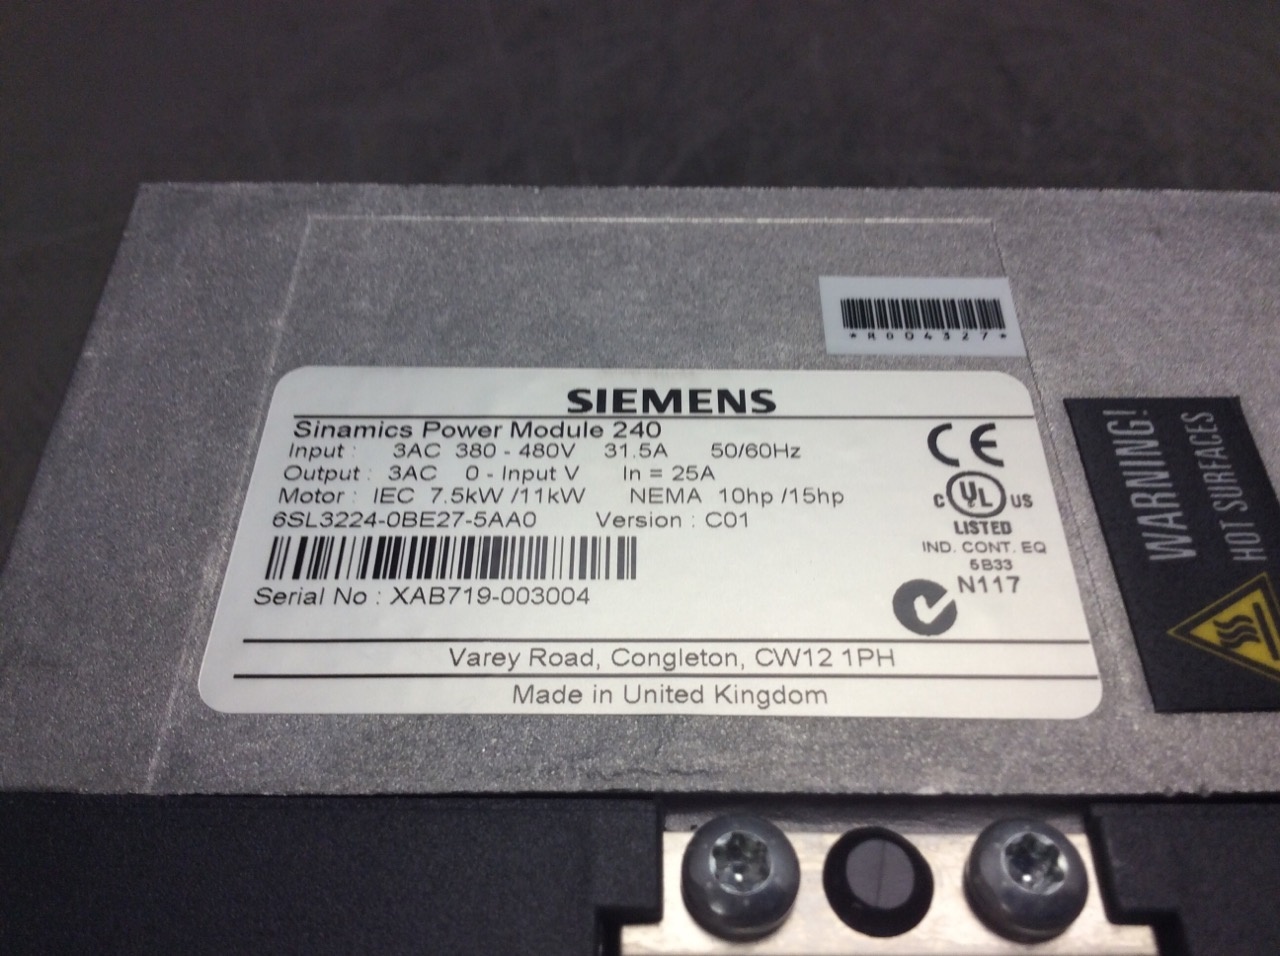 *R604327*
SIEMENS
Sinamics Power Module 240
Input : 3AC 380 - 480V 31.5A 50/60Hz
Output : 3AC 0 - Input V In = 25A
Motor : IEC 7.5kW /11kW NEMA 10hp /15hp
6SL3224-0BE27-5AA0 Version : C01
Serial No : XAB719-003004
CE
C UL US
LISTED
IND. CONT. EQ
5B33
N117
Varey Road, Congleton, CW12 1PH
Made in United Kingdom
WARNING!
HOT SURFACES